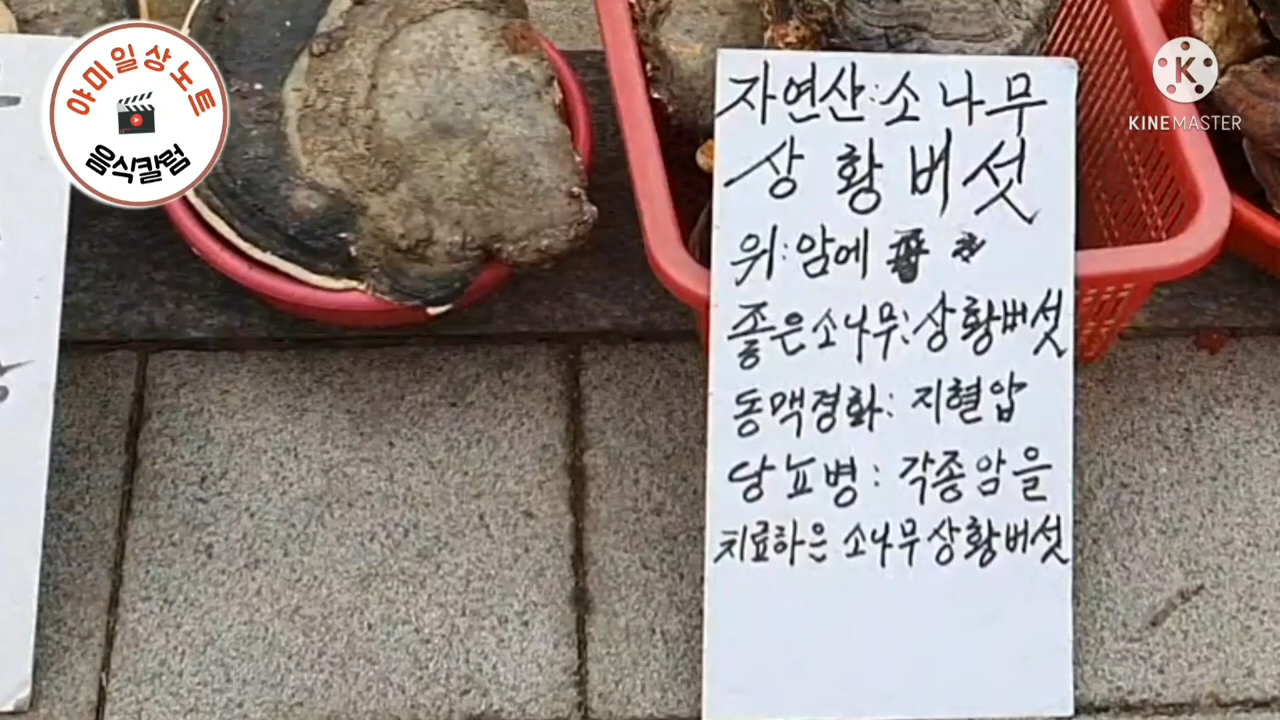 야미일상노트
음식칼럼
K
KINEMASTER
자연산:소나무
상황버섯
위:암에
좋은소나무:상황버섯
동맥경화: 지혈압
당뇨병: 각종암을
치료하은 소나무상황버섯